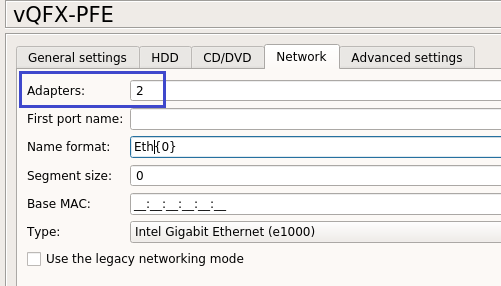 vQFX-PFE
General settings HDD CD/DVD Network Advanced settings
Adapters: 2
First port name:
Name format: Eth{0}
Segment size: 0
Base MAC: __:__:__:__:__:__
Type: Intel Gigabit Ethernet (e1000)
Use the legacy networking mode